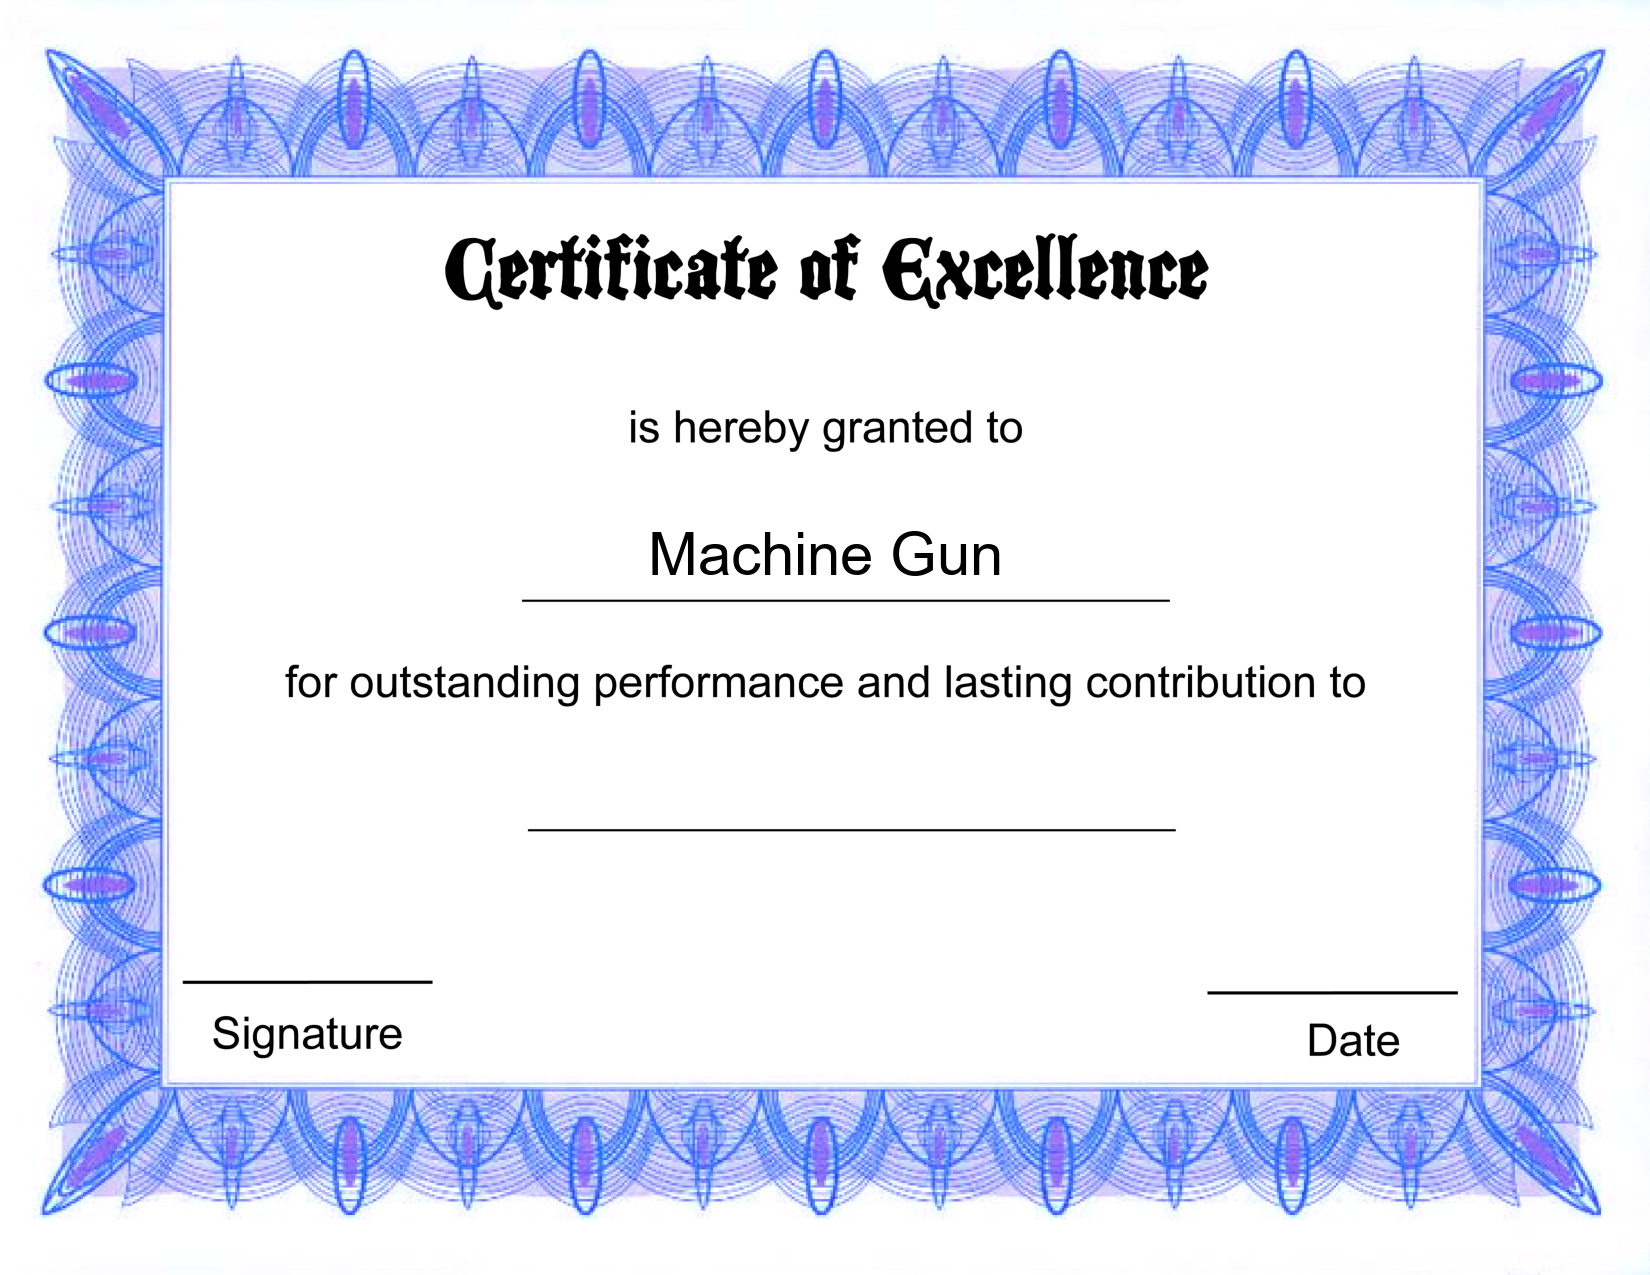 Certificate of Excellence
is hereby granted to
Machine Gun
for outstanding performance and lasting contribution to
Signature
Date